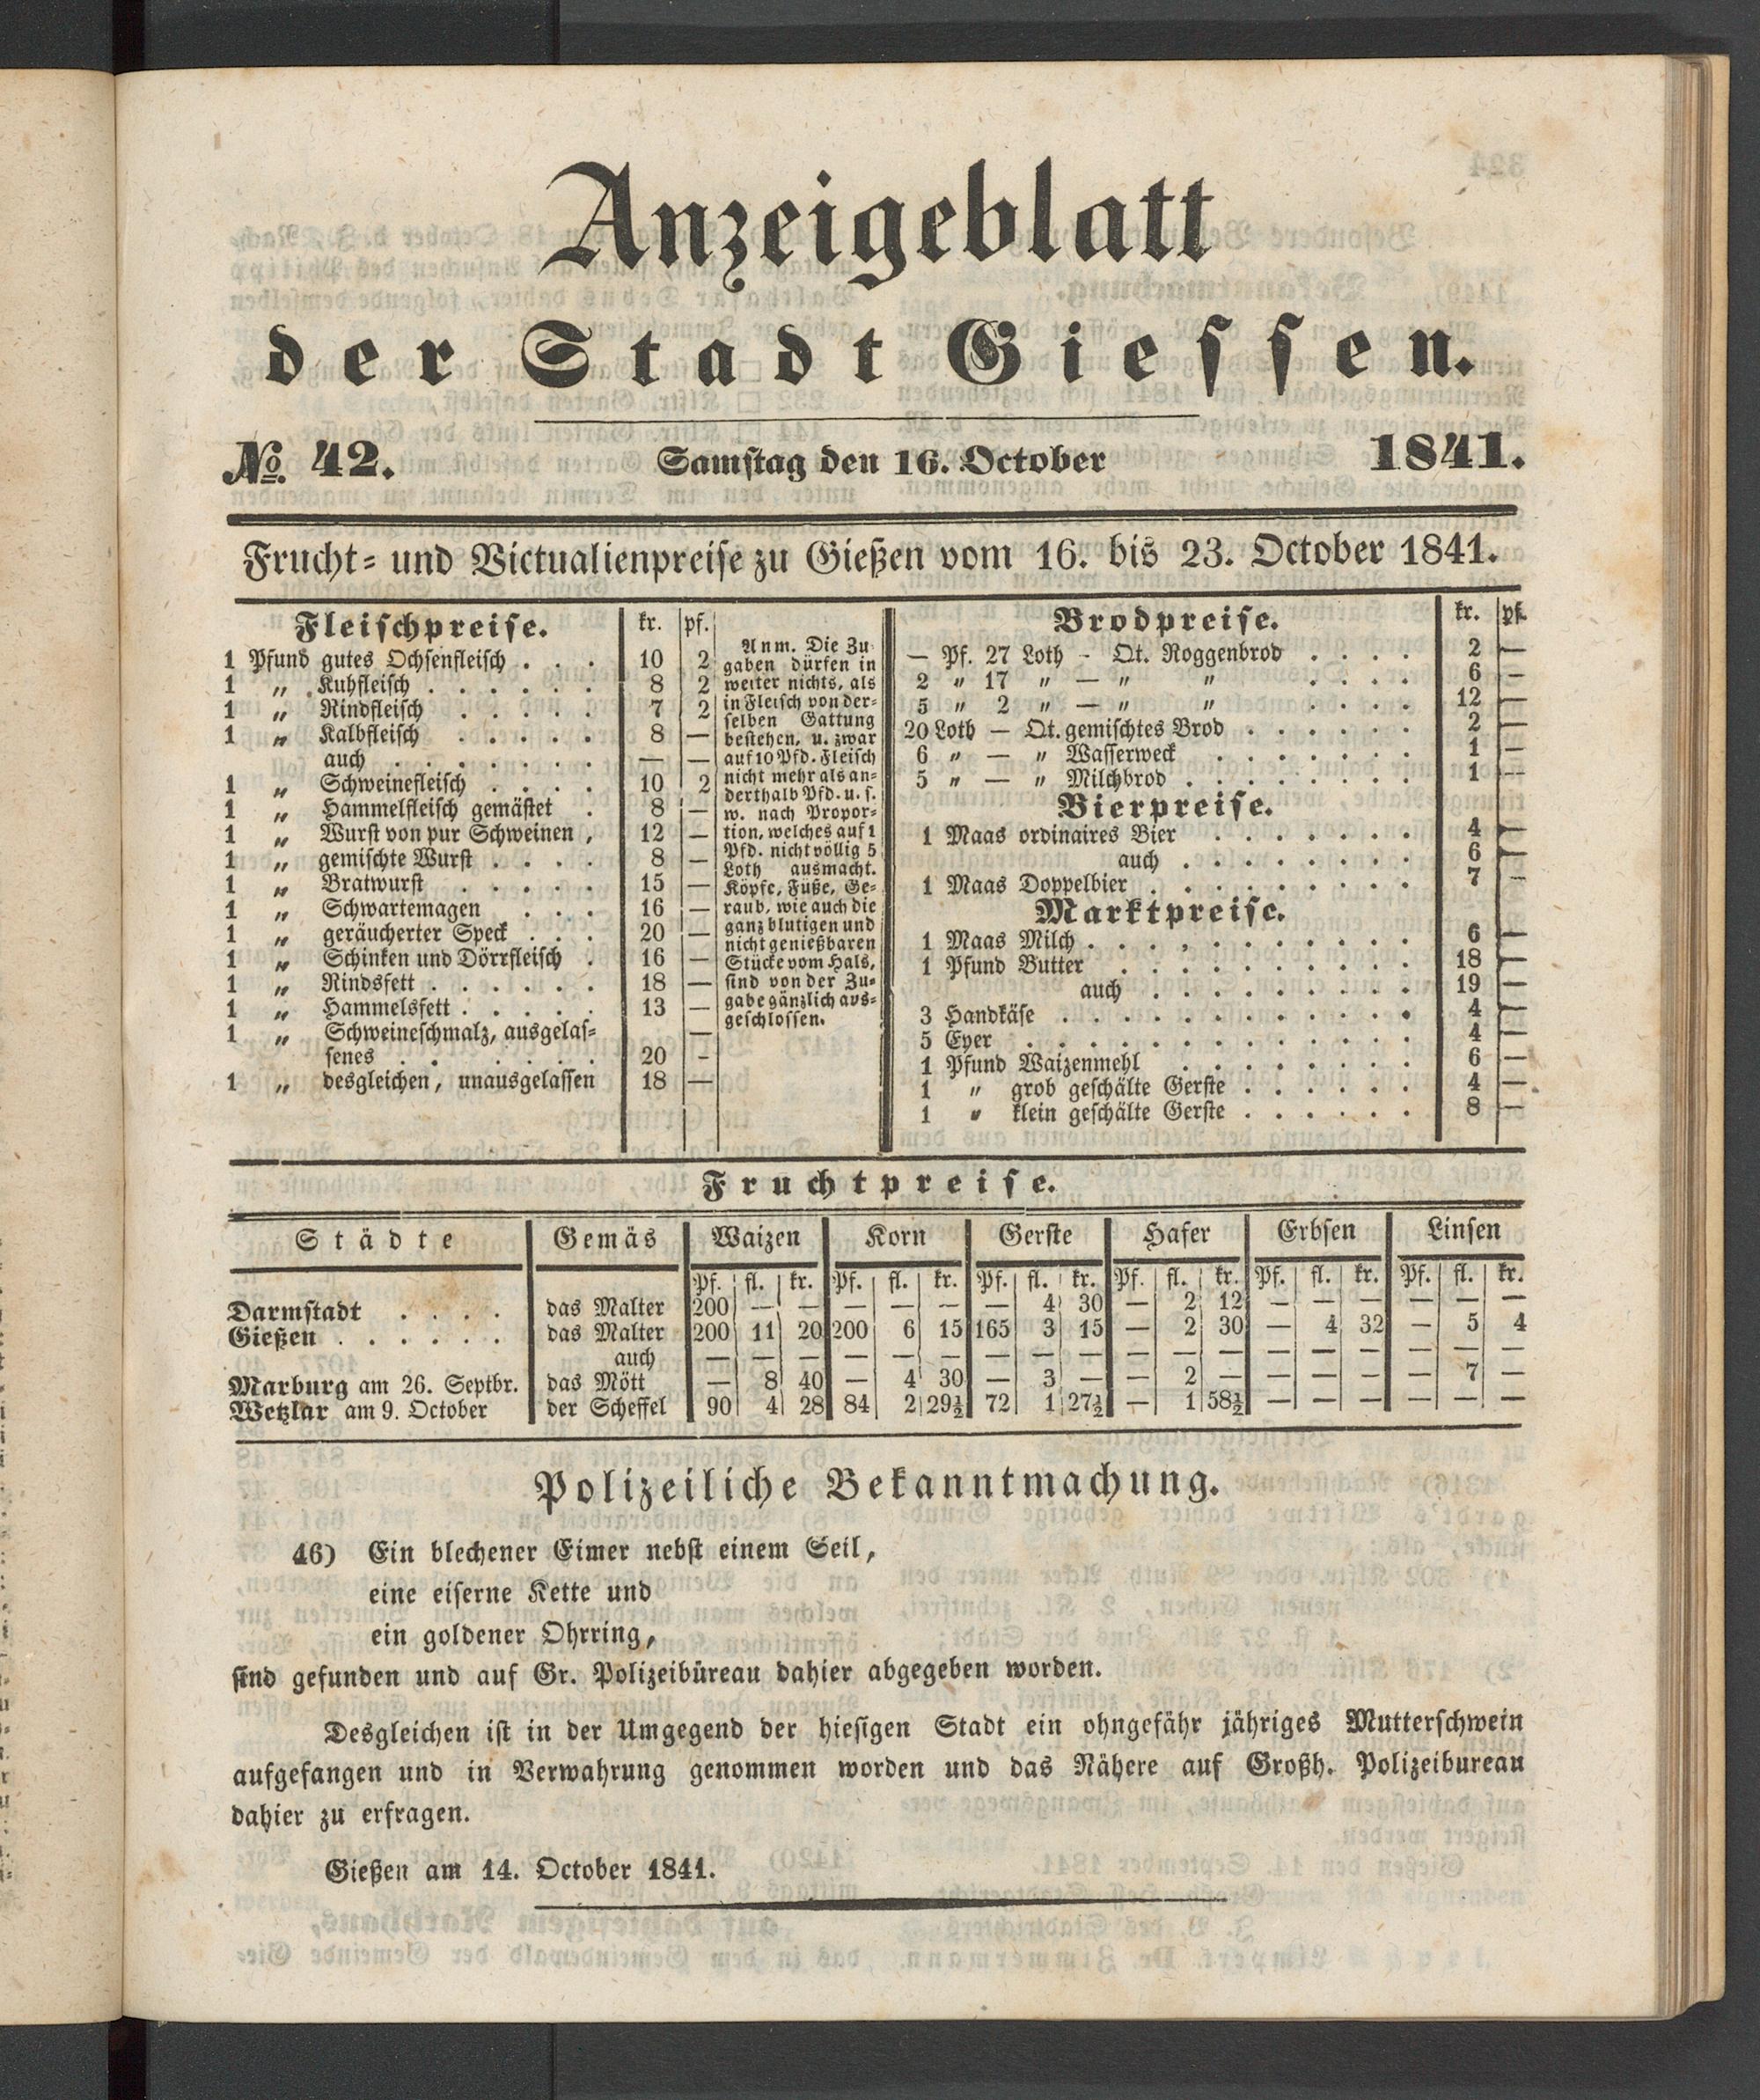 Anzeigeblatt
der Stadt Giessen.
No. 42. Samstag den 16. October 1841.
Frucht- und Victualienpreise zu Gießen vom 16. bis 23. October 1841.
Fleischpreise. kr. pf.
1 Pfund gutes Ochsenfleisch . . . 10 2
1 „ Kuhfleisch . . . . . . 8 2
1 „ Rindfleisch . . . . . 7 2
1 „ Kalbfleisch . . . . . 8 —
auch . . . . . . . — —
1 „ Schweinefleisch . . . . 10 2
1 „ Hammelfleisch gemästet . 8 —
1 „ Wurst von pur Schweinen , 12 —
1 „ gemischte Wurst . . . . 8 —
1 „ Bratwurst . . . . . 15 —
1 „ Schwartemagen . . . 16 —
1 „ geräucherter Speck . . . 20 —
1 „ Schinken und Dörrfleisch . 16 —
1 „ Rindsfett . . . . . . 18 —
1 „ Hammelsfett . . . . . 13 —
1 „ Schweineschmalz, ausgelas- —
senes . . . . . . . 20 -
1 „ desgleichen, unausgelassen 18 —
Anm. Die Zu
gaben dürfen in
weiter nichts, als
in Fleisch von der-
selben Gattung
bestehen, u. zwar
auf 10 Pfd. Fleisch
nicht mehr als an-
derthalb Pfd. u. s.
w. nach Propor-
tion, welches auf 1
Pfd. nicht völlig 5
Loth ausmacht.
Köpfe, Füße, Ge-
raub, wie auch die
ganz blutigen und
nicht genießbaren
Stücke vom Hals,
sind von der Zu-
gabe gänzlich aus-
geschlossen.
Brodpreise. kr. pf.
— Pf. 27 Loth - Qt. Roggenbrod . . . . 2 —
2 „ 17 „ — „ „ . . . . 6 —
5 „ 2 „ — „ „ . . . . 12 —
20 Loth — Qt. gemischtes Brod . . . . . . 2 —
6 „ — „ Wasserweck . . . . . . . 1 —
5 „ — „ Milchbrod . . . . . . . . 1 —
Bierpreise.
1 Maas ordinaires Bier . . . . . . . 4 —
auch . . . . . . . . 6 —
1 Maas Doppelbier . . . . . . . . . 7 —
Marktpreise.
1 Maas Milch . . . , . . . . . . . 6 —
1 Pfund Butter . . . . . . . . . . 18 —
auch . . . . . . . . . 19 —
3 Handkäse . . . . . . . . . . . . 4 —
5 Eyer . . . . . . . . . . . . . 4 —
1 Pfund Waizenmehl . . . . . . . . 6 —
1 „ grob geschälte Gerste . . . . . . 4 —
1 „ klein geschälte Gerste . . . . . . 8 —
Fruchtpreise.
Städte Gemäs Waizen Korn Gerste Hafer Erbsen Linsen
Pf. fl. kr. Pf. fl. kr. Pf. fl. kr. Pf. fl. kr. Pf. fl. kr. Pf. fl. kr.
Darmstadt . . . . das Malter 200 — — — — — — 4 30 — 2 12 — — — — — —
Gießen . . . . . . das Malter 200 11 20 200 6 15 165 3 15 — 2 30 — 4 32 — 5 4
auch — — — — — — — — — — — — — — — — — —
Marburg am 26. Septbr. das Mött — 8 40 — 4 30 — 3 — — 2 — — — — — 7 —
Wetzlar am 9. October der Scheffel 90 4 28 84 2 29½ 72 1 27½ — 1 58½ — — — — — —
Polizeiliche Bekanntmachung.
46) Ein blechener Eimer nebst einem Seil,
eine eiserne Kette und
ein goldener Ohrring,
sind gefunden und auf Gr. Polizeibüreau dahier abgegeben worden.
Desgleichen ist in der Umgegend der hiesigen Stadt ein ohngefähr jähriges Mutterschwein
aufgefangen und in Verwahrung genommen worden und das Nähere auf Großh. Polizeibureau
dahier zu erfragen.
Gießen am 14. October 1841.